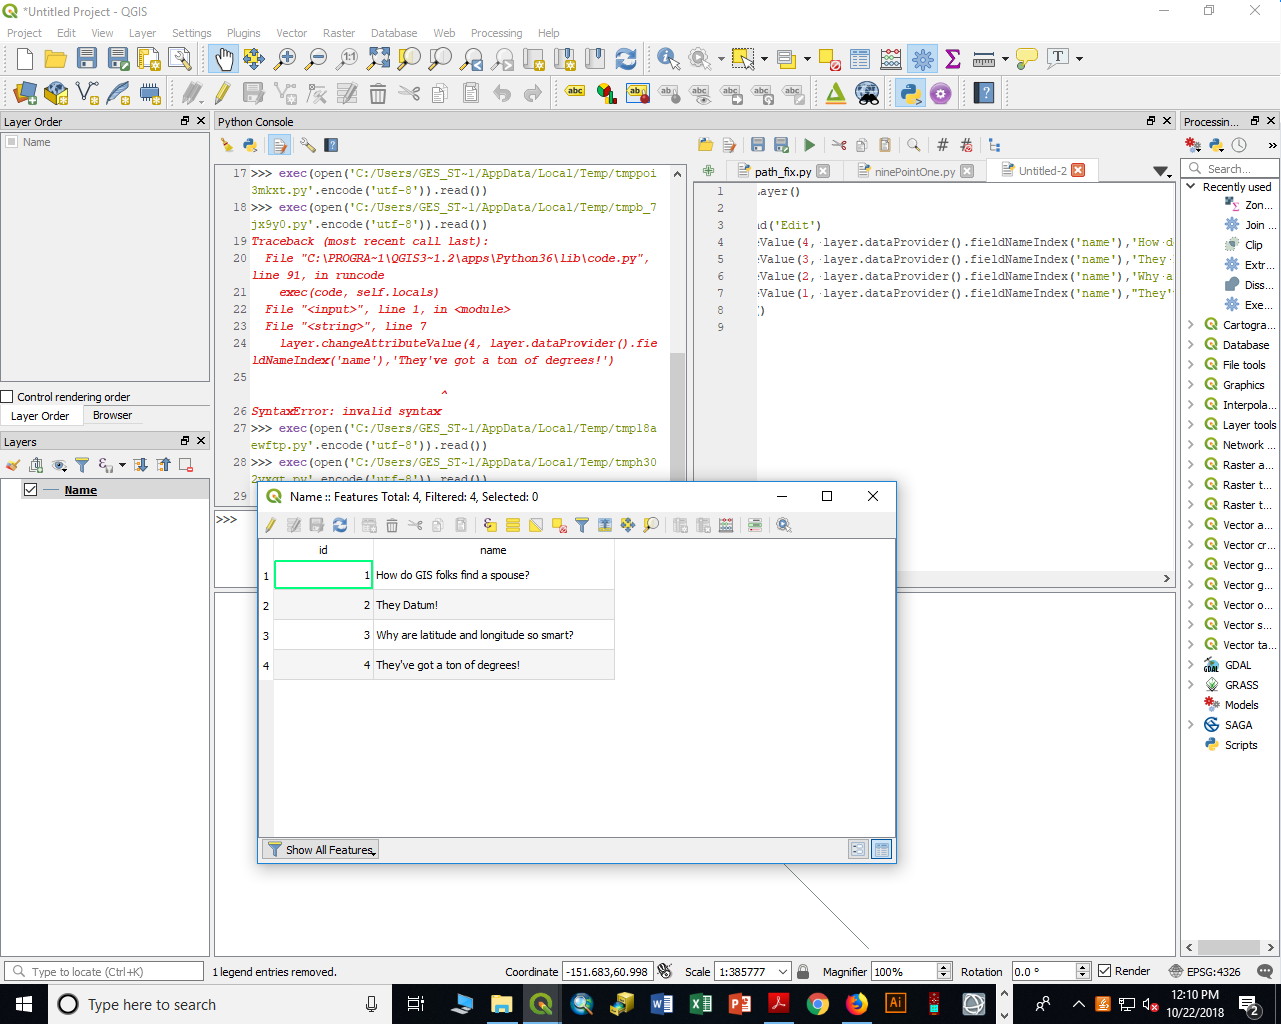 *Untitled Project - QGIS
Project Edit View Layer Settings Plugins Vector Raster Database Web Processing Help
Layer Order
Name
Control rendering order
Layer Order Browser
Layers
Name
Python Console
17 >>> exec(open('C:/Users/GES_ST~1/AppData/Local/Temp/tmppoi
3mkxt.py'.encode('utf-8')).read())
18 >>> exec(open('C:/Users/GES_ST~1/AppData/Local/Temp/tmpb_7
jx9y0.py'.encode('utf-8')).read())
19 Traceback (most recent call last):
20 File "C:\PROGRA~1\QGIS3~1.2\apps\Python36\lib\code.py",
line 91, in runcode
21 exec(code, self.locals)
22 File "<input>", line 1, in <module>
23 File "<string>", line 7
24 layer.changeAttributeValue(4, layer.dataProvider().fie
ldNameIndex('name'),'They've got a ton of degrees!')
25
^
26 SyntaxError: invalid syntax
27 >>> exec(open('C:/Users/GES_ST~1/AppData/Local/Temp/tmp18a
ewftp.py'.encode('utf-8')).read())
28 >>> exec(open('C:/Users/GES_ST~1/AppData/Local/Temp/tmph30
29
>>>
path_fix.py ninePointOne.py Untitled-2
1 ayer()
2
3 d('Edit')
4 eValue(4, layer.dataProvider().fieldNameIndex('name'),'How d
5 eValue(3, layer.dataProvider().fieldNameIndex('name'),'They
6 eValue(2, layer.dataProvider().fieldNameIndex('name'),'Why a
7 eValue(1, layer.dataProvider().fieldNameIndex('name'),"They'
8 ()
9
Processin...
Search...
Recently used
Zon...
Join ...
Clip
Extr...
Diss...
Exe...
Cartogra...
Database
File tools
Graphics
Interpola...
Layer tools
Network ...
Raster a...
Raster t...
Raster t...
Vector a...
Vector cr...
Vector g...
Vector g...
Vector o...
Vector s...
Vector ta...
GDAL
GRASS
Models
SAGA
Scripts
Name :: Features Total: 4, Filtered: 4, Selected: 0
id name
1 1 How do GIS folks find a spouse?
2 2 They Datum!
3 3 Why are latitude and longitude so smart?
4 4 They've got a ton of degrees!
Show All Features
Type to locate (Ctrl+K) 1 legend entries removed. Coordinate -151.683,60.998 Scale 1:385777 Magnifier 100% Rotation 0.0 ° Render EPSG:4326
Type here to search
12:10 PM
10/22/2018
2